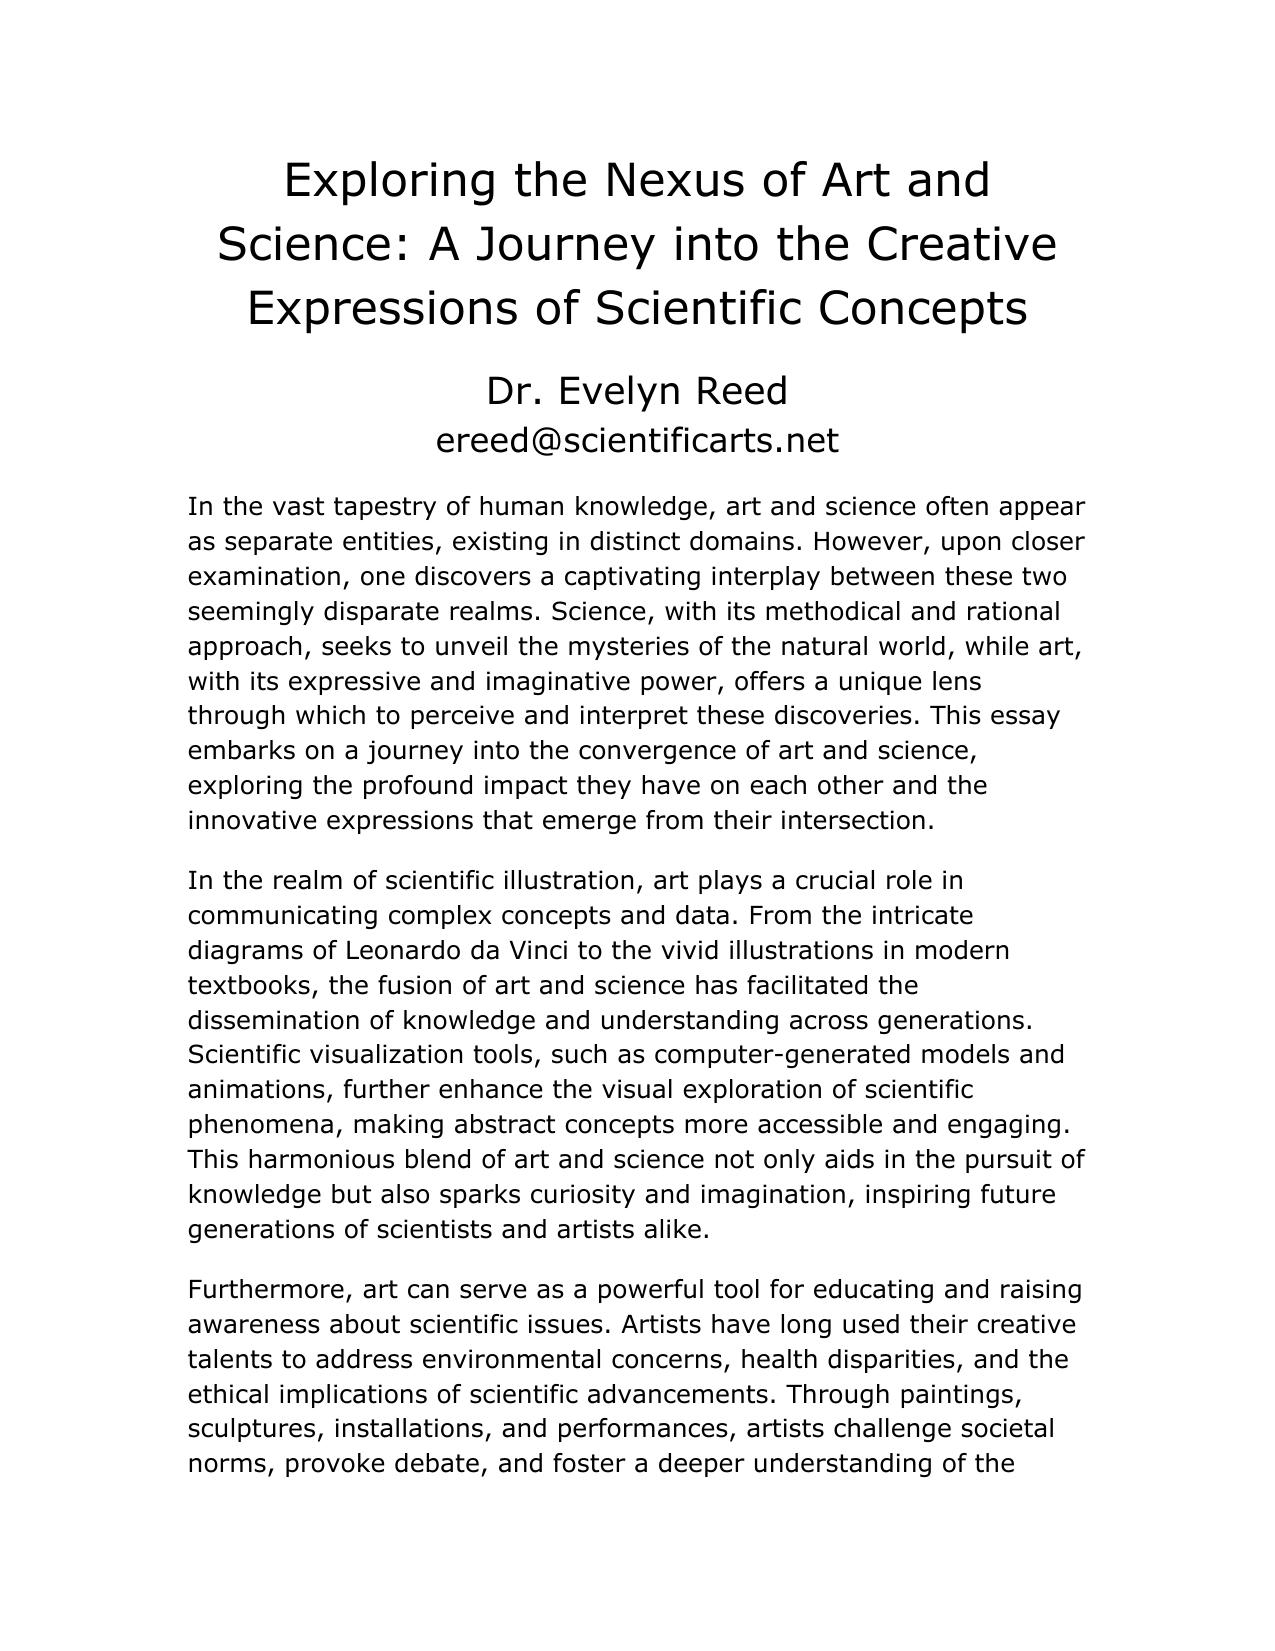 Exploring the Nexus of Art and
Science: A Journey into the Creative
Expressions of Scientific Concepts
Dr. Evelyn Reed
ereed@scientificarts.net
In the vast tapestry of human knowledge, art and science often appear
as separate entities, existing in distinct domains. However, upon closer
examination, one discovers a captivating interplay between these two
seemingly disparate realms. Science, with its methodical and rational
approach, seeks to unveil the mysteries of the natural world, while art,
with its expressive and imaginative power, offers a unique lens
through which to perceive and interpret these discoveries. This essay
embarks on a journey into the convergence of art and science,
exploring the profound impact they have on each other and the
innovative expressions that emerge from their intersection.
In the realm of scientific illustration, art plays a crucial role in
communicating complex concepts and data. From the intricate
diagrams of Leonardo da Vinci to the vivid illustrations in modern
textbooks, the fusion of art and science has facilitated the
dissemination of knowledge and understanding across generations.
Scientific visualization tools, such as computer-generated models and
animations, further enhance the visual exploration of scientific
phenomena, making abstract concepts more accessible and engaging.
This harmonious blend of art and science not only aids in the pursuit of
knowledge but also sparks curiosity and imagination, inspiring future
generations of scientists and artists alike.
Furthermore, art can serve as a powerful tool for educating and raising
awareness about scientific issues. Artists have long used their creative
talents to address environmental concerns, health disparities, and the
ethical implications of scientific advancements. Through paintings,
sculptures, installations, and performances, artists challenge societal
norms, provoke debate, and foster a deeper understanding of the